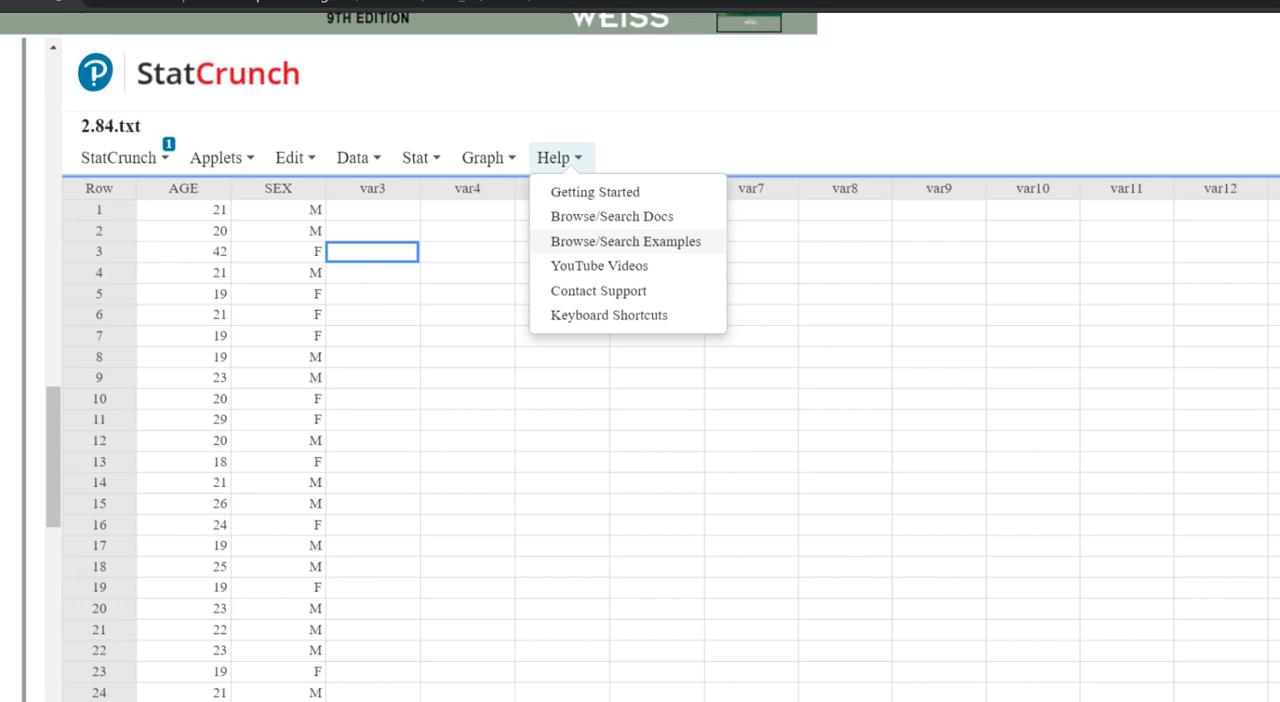 9TH EDITION WEISS
StatCrunch
2.84.txt
1
StatCrunch Applets Edit Data Stat Graph Help
Row AGE SEX var3 var4 var7 var8 var9 var10 var11 var12
Getting Started
Browse/Search Docs
Browse/Search Examples
YouTube Videos
Contact Support
Keyboard Shortcuts
1 21 M
2 20 M
3 42 F
4 21 M
5 19 F
6 21 F
7 19 F
8 19 M
9 23 M
10 20 F
11 29 F
12 20 M
13 18 F
14 21 M
15 26 M
16 24 F
17 19 M
18 25 M
19 19 F
20 23 M
21 22 M
22 23 M
23 19 F
24 21 M